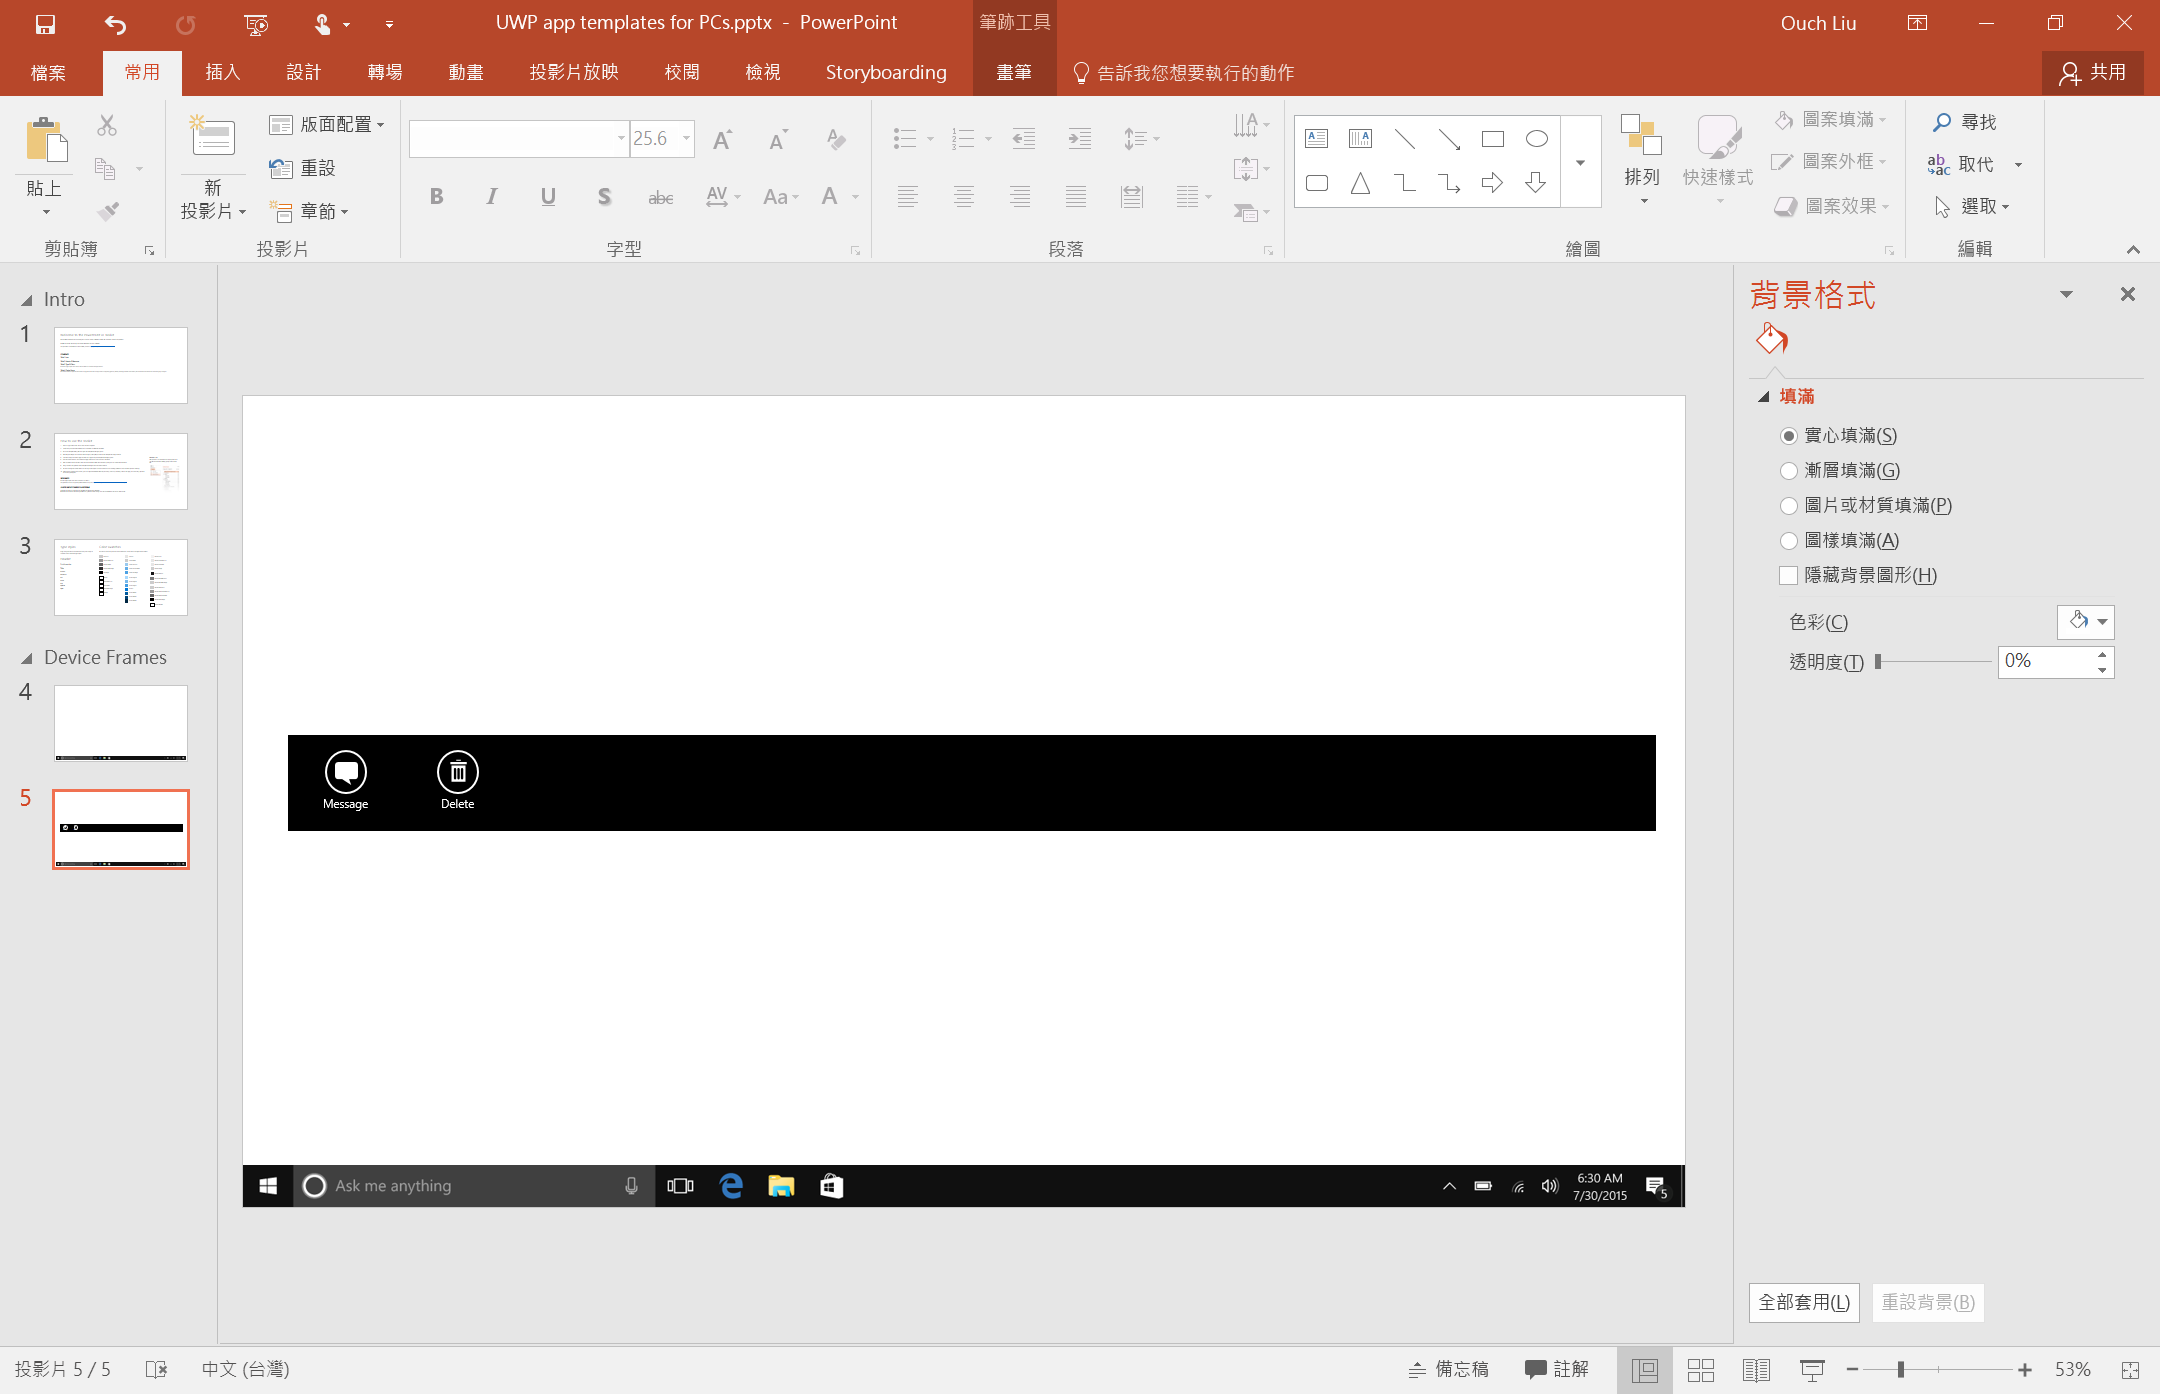 UWP app templates for PCs.pptx - PowerPoint
筆跡工具
Ouch Liu
檔案
常用
插入
設計
轉場
動畫
投影片放映
校閱
檢視
Storyboarding
畫筆
告訴我您想要執行的動作
共用
貼上
新
投影片
版面配置
重設
章節
25.6
排列
快速樣式
圖案填滿
圖案外框
圖案效果
尋找
取代
選取
剪貼簿
投影片
字型
段落
繪圖
編輯
Intro
1
2
3
Device Frames
4
5
Message
Delete
Ask me anything
6:30 AM
7/30/2015
5
背景格式
填滿
實心填滿(S)
漸層填滿(G)
圖片或材質填滿(P)
圖樣填滿(A)
隱藏背景圖形(H)
色彩(C)
透明度(T)
0%
全部套用(L)
重設背景(B)
投影片 5 / 5
中文 (台灣)
備忘稿
註解
53%